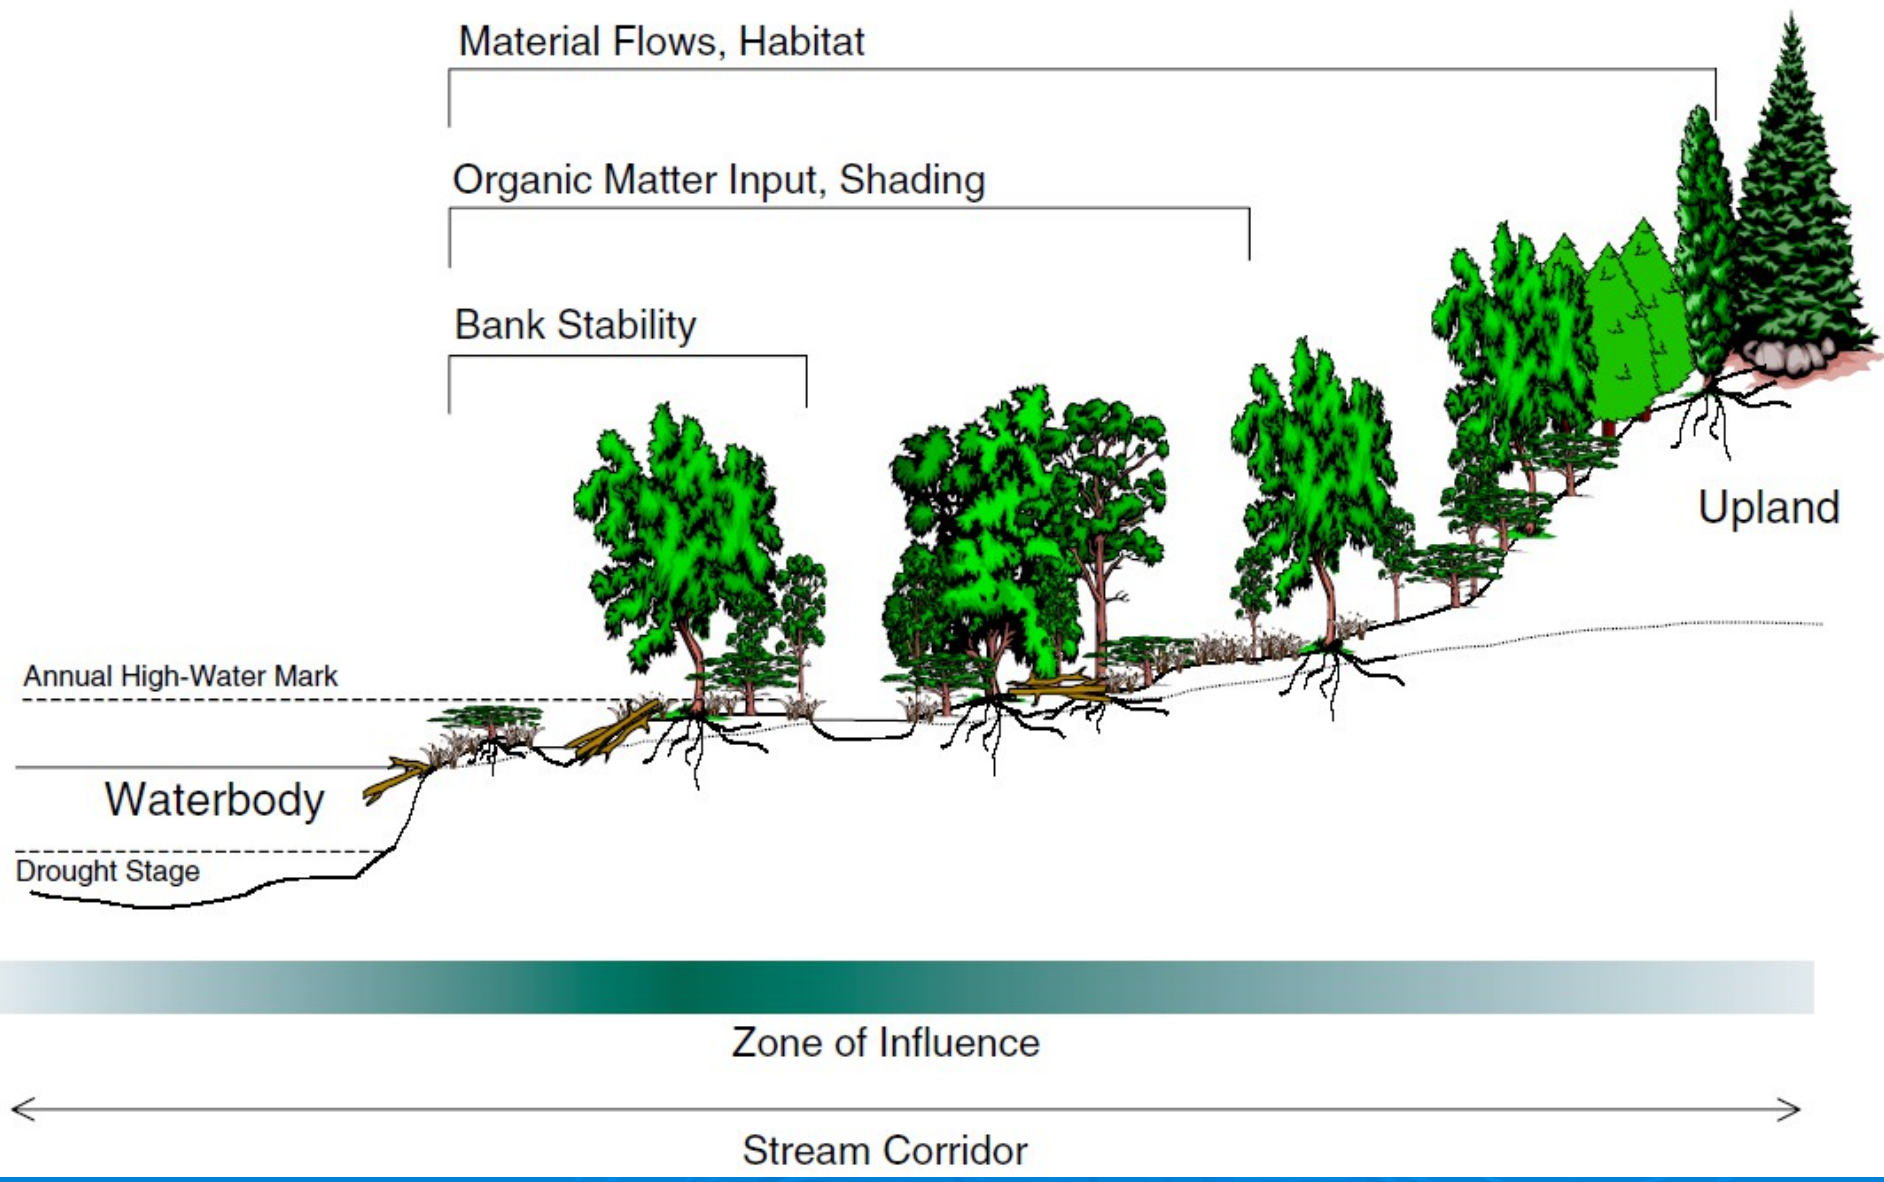 Material Flows, Habitat
Organic Matter Input, Shading
Bank Stability
Upland
Annual High-Water Mark
Waterbody
Drought Stage
Zone of Influence
Stream Corridor